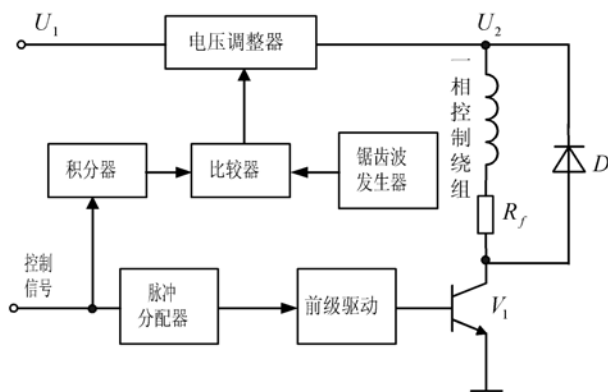 U₁
电压调整器
U₂
一相控制绕组
积分器
比较器
锯齿波
发生器
D
R_f
控制
信号
脉冲
分配器
前级驱动
V₁